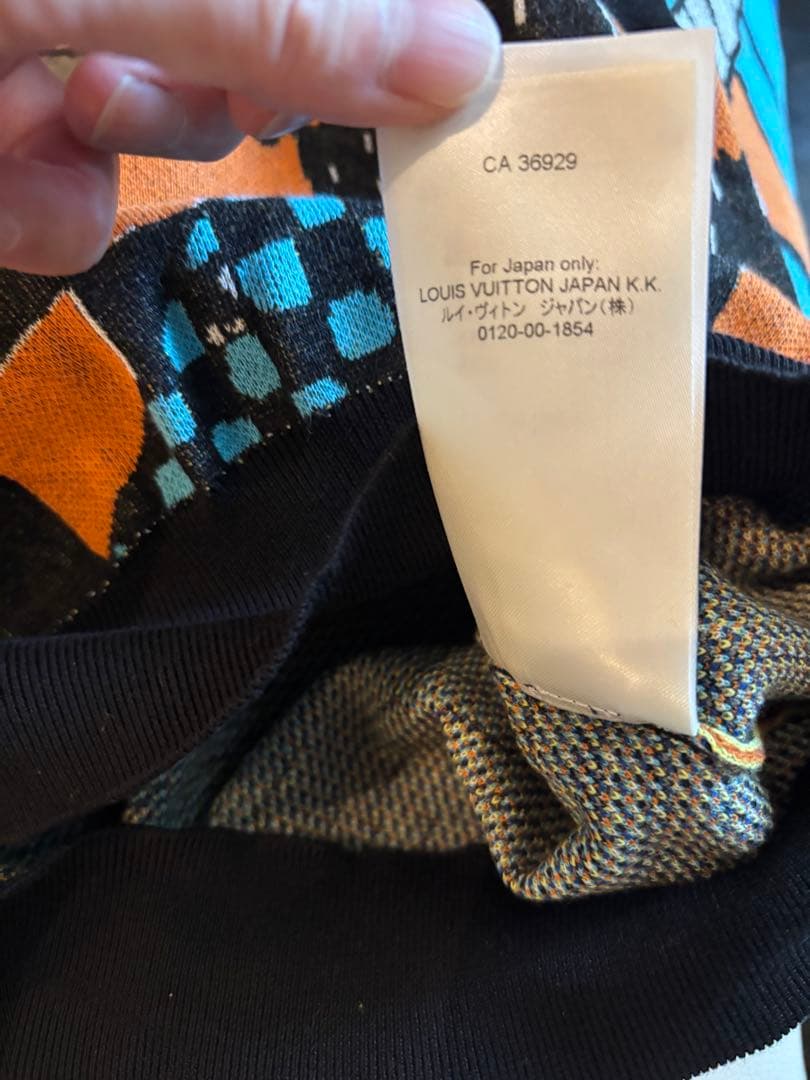 CA 36929
For Japan only:
LOUIS VUITTON JAPAN K.K.
ルイ・ヴィトン ジャパン(株)
0120-00-1854